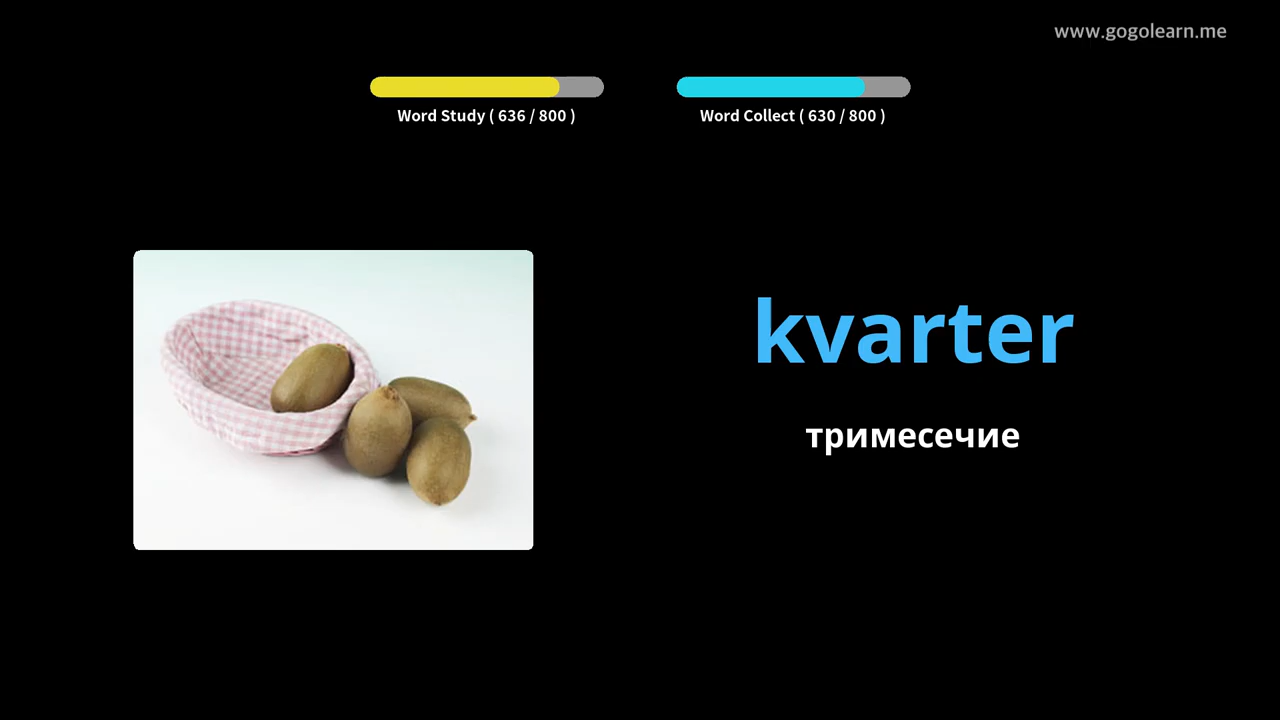 www.gogolearn.me
Word Study ( 636 / 800 )
Word Collect ( 630 / 800 )
kvarter
тримесечие